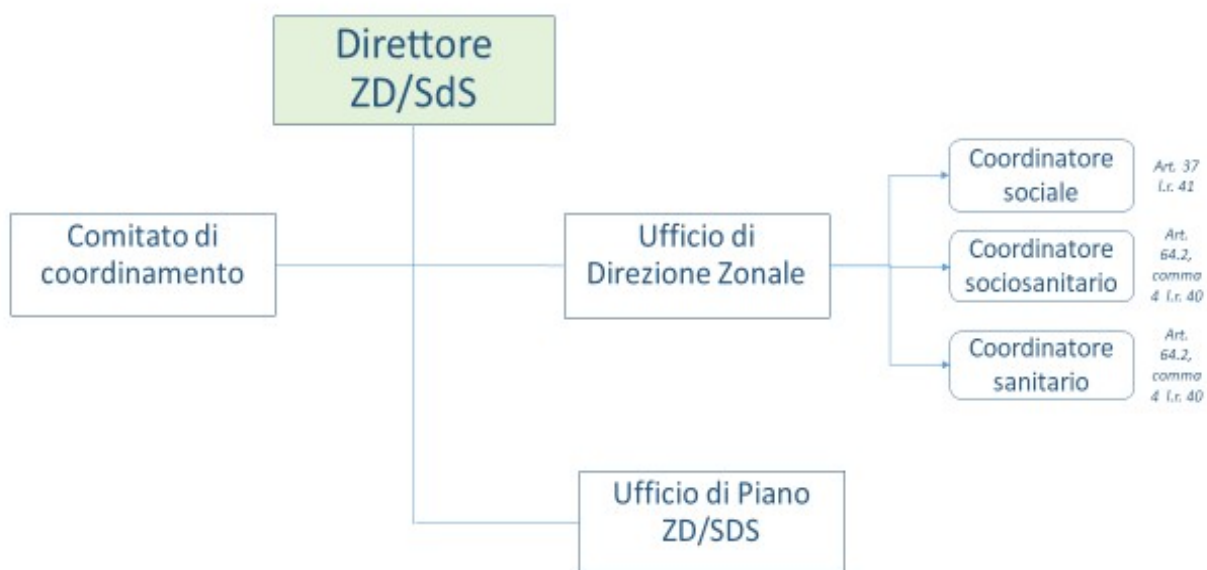 Direttore
ZD/SdS
Comitato di
coordinamento
Ufficio di
Direzione Zonale
Coordinatore
sociale
Art. 37
l.r. 41
Coordinatore
sociosanitario
Art.
64.2,
comma
4 l.r. 40
Coordinatore
sanitario
Art.
64.2,
comma
4 l.r. 40
Ufficio di Piano
ZD/SDS